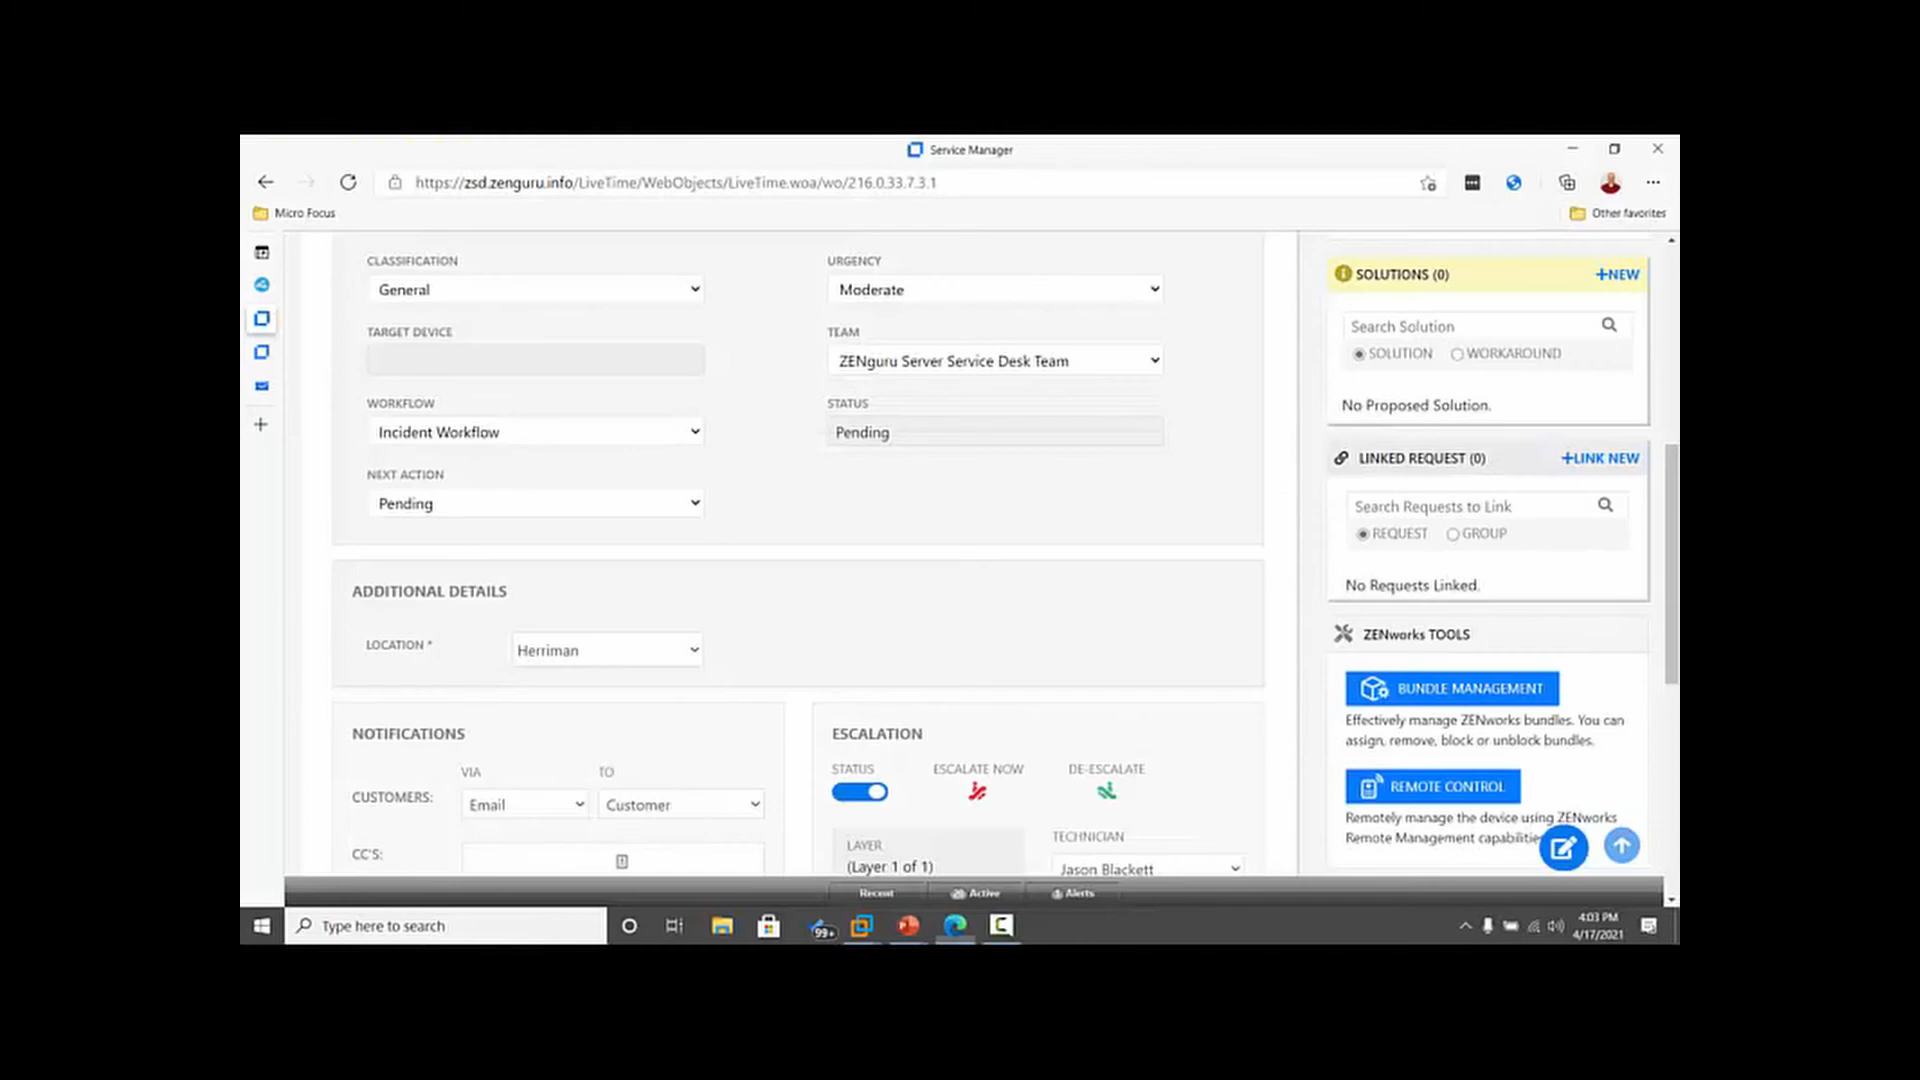 Service Manager
https://zsd.zenguru.info/LiveTime/WebObjects/LiveTime.woa/wo/216.0.33.7.3.1
Micro Focus
Other favorites
CLASSIFICATION
General
URGENCY
Moderate
TARGET DEVICE
TEAM
ZENguru Server Service Desk Team
WORKFLOW
Incident Workflow
STATUS
Pending
NEXT ACTION
Pending
ADDITIONAL DETAILS
LOCATION *
Herriman
NOTIFICATIONS
VIA
TO
CUSTOMERS:
Email
Customer
CC'S:
ESCALATION
STATUS
ESCALATE NOW
DE-ESCALATE
LAYER
(Layer 1 of 1)
TECHNICIAN
Jason Blackett
SOLUTIONS (0)
+NEW
Search Solution
SOLUTION
WORKAROUND
No Proposed Solution.
LINKED REQUEST (0)
+LINK NEW
Search Requests to Link
REQUEST
GROUP
No Requests Linked.
ZENworks TOOLS
BUNDLE MANAGEMENT
Effectively manage ZENworks bundles. You can
assign, remove, block or unblock bundles.
REMOTE CONTROL
Remotely manage the device using ZENworks
Remote Management
Recent
Active
Alerts
Type here to search
99+
4:03 PM
4/17/2021